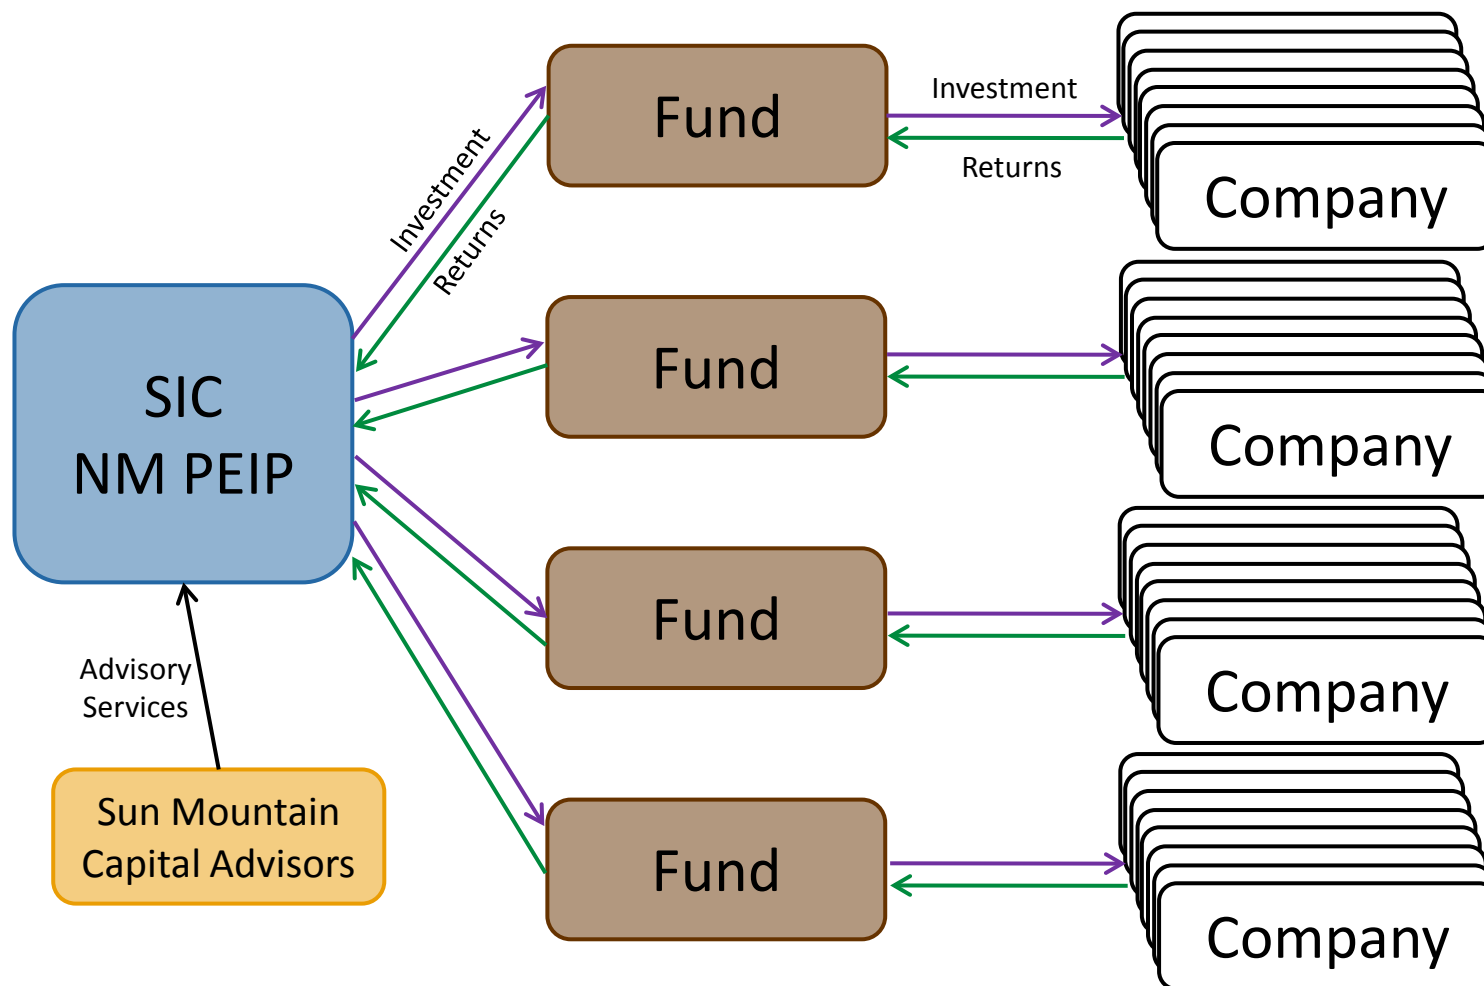 Fund
Investment
Returns
Company
Investment
Returns
SIC
NM PEIP
Fund
Company
Fund
Company
Advisory
Services
Sun Mountain
Capital Advisors
Fund
Company